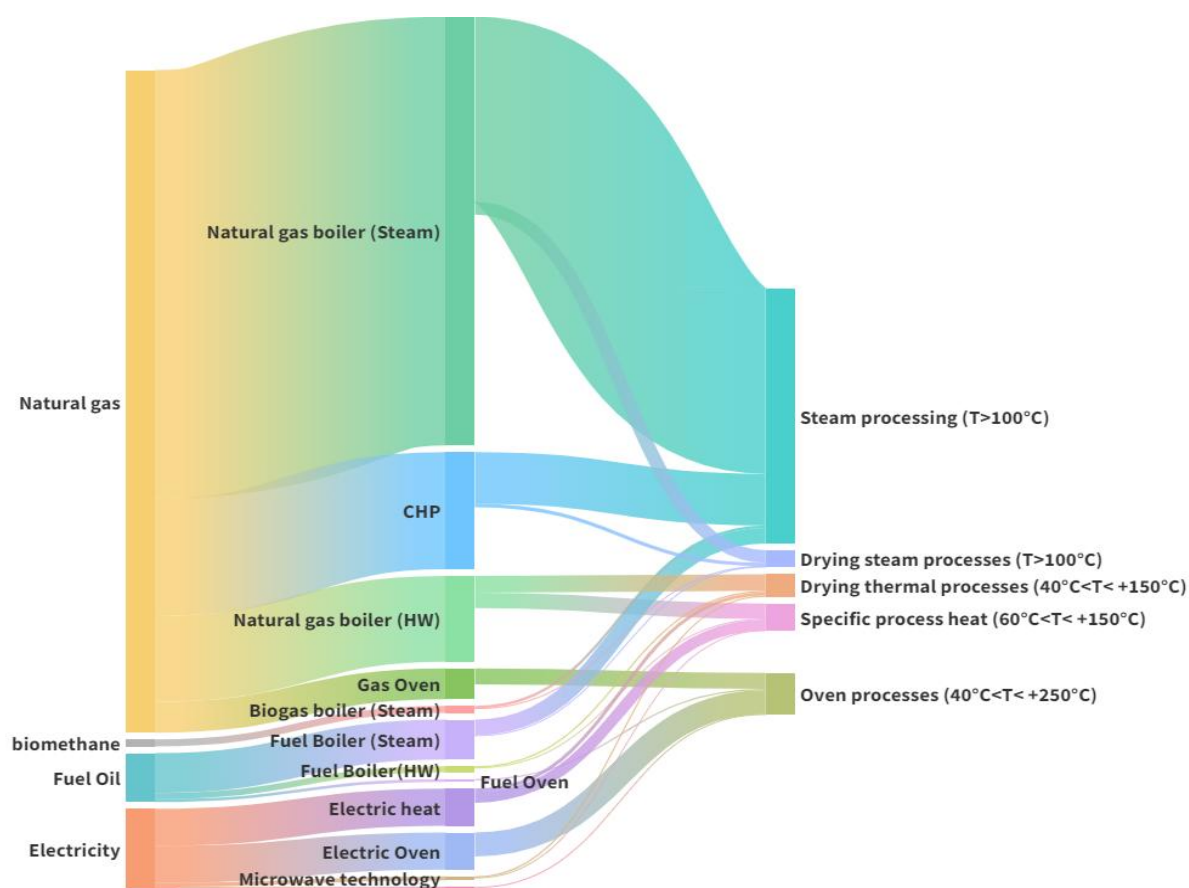 Natural gas
biomethane
Fuel Oil
Electricity
Natural gas boiler (Steam)
CHP
Natural gas boiler (HW)
Gas Oven
Biogas boiler (Steam)
Fuel Boiler (Steam)
Fuel Boiler(HW)
Fuel Oven
Electric heat
Electric Oven
Microwave technology
Steam processing (T>100°C)
Drying steam processes (T>100°C)
Drying thermal processes (40°C<T< +150°C)
Specific process heat (60°C<T< +150°C)
Oven processes (40°C<T< +250°C)